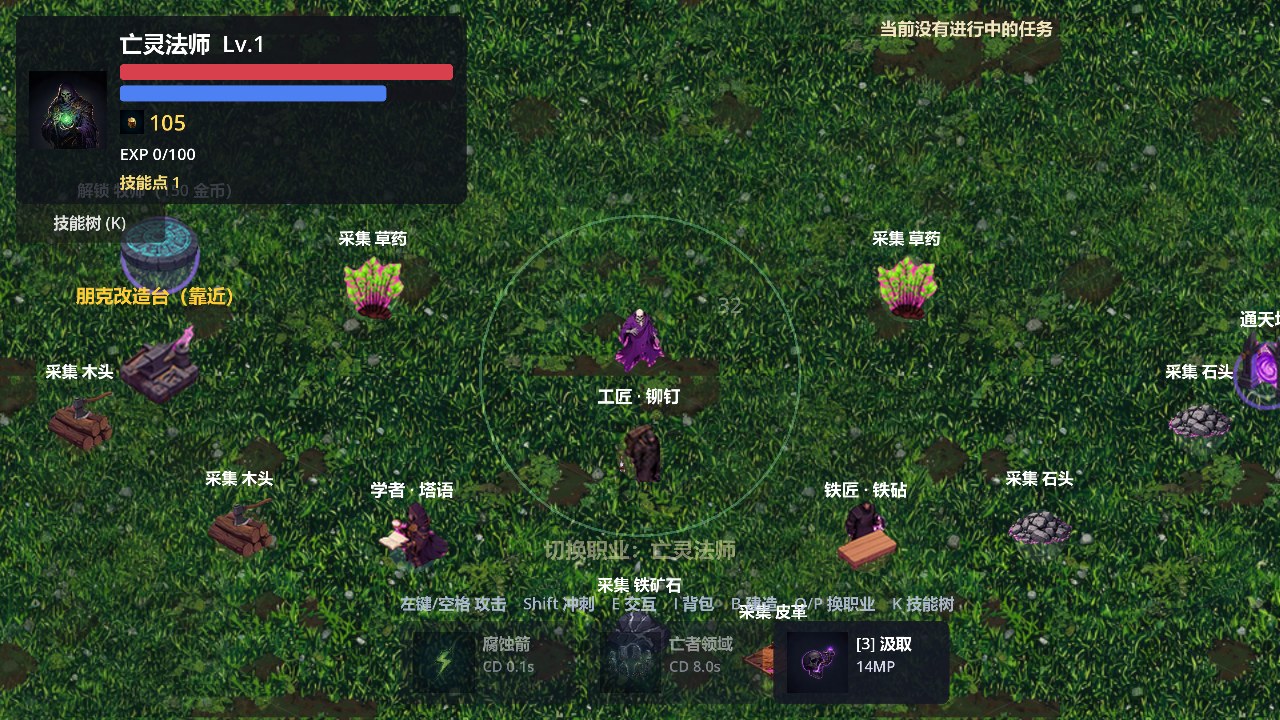 亡灵法师 Lv.1
105
EXP 0/100
技能点 1
技能树 (K)
当前没有进行中的任务
采集 草药
采集 草药
朋克改造台（靠近）
32
采集 木头
工匠 · 铆钉
采集 石头
采集 木头
学者 · 塔语
铁匠 · 铁砧
采集 石头
切换职业：亡灵法师
采集 铁矿石
左键/空格 攻击 Shift 冲刺 E 交互 I 背包 B 建造 O/P 换职业 K 技能树
采集 皮革
腐蚀箭
CD 0.1s
亡者领域
CD 8.0s
[3] 汲取
14MP